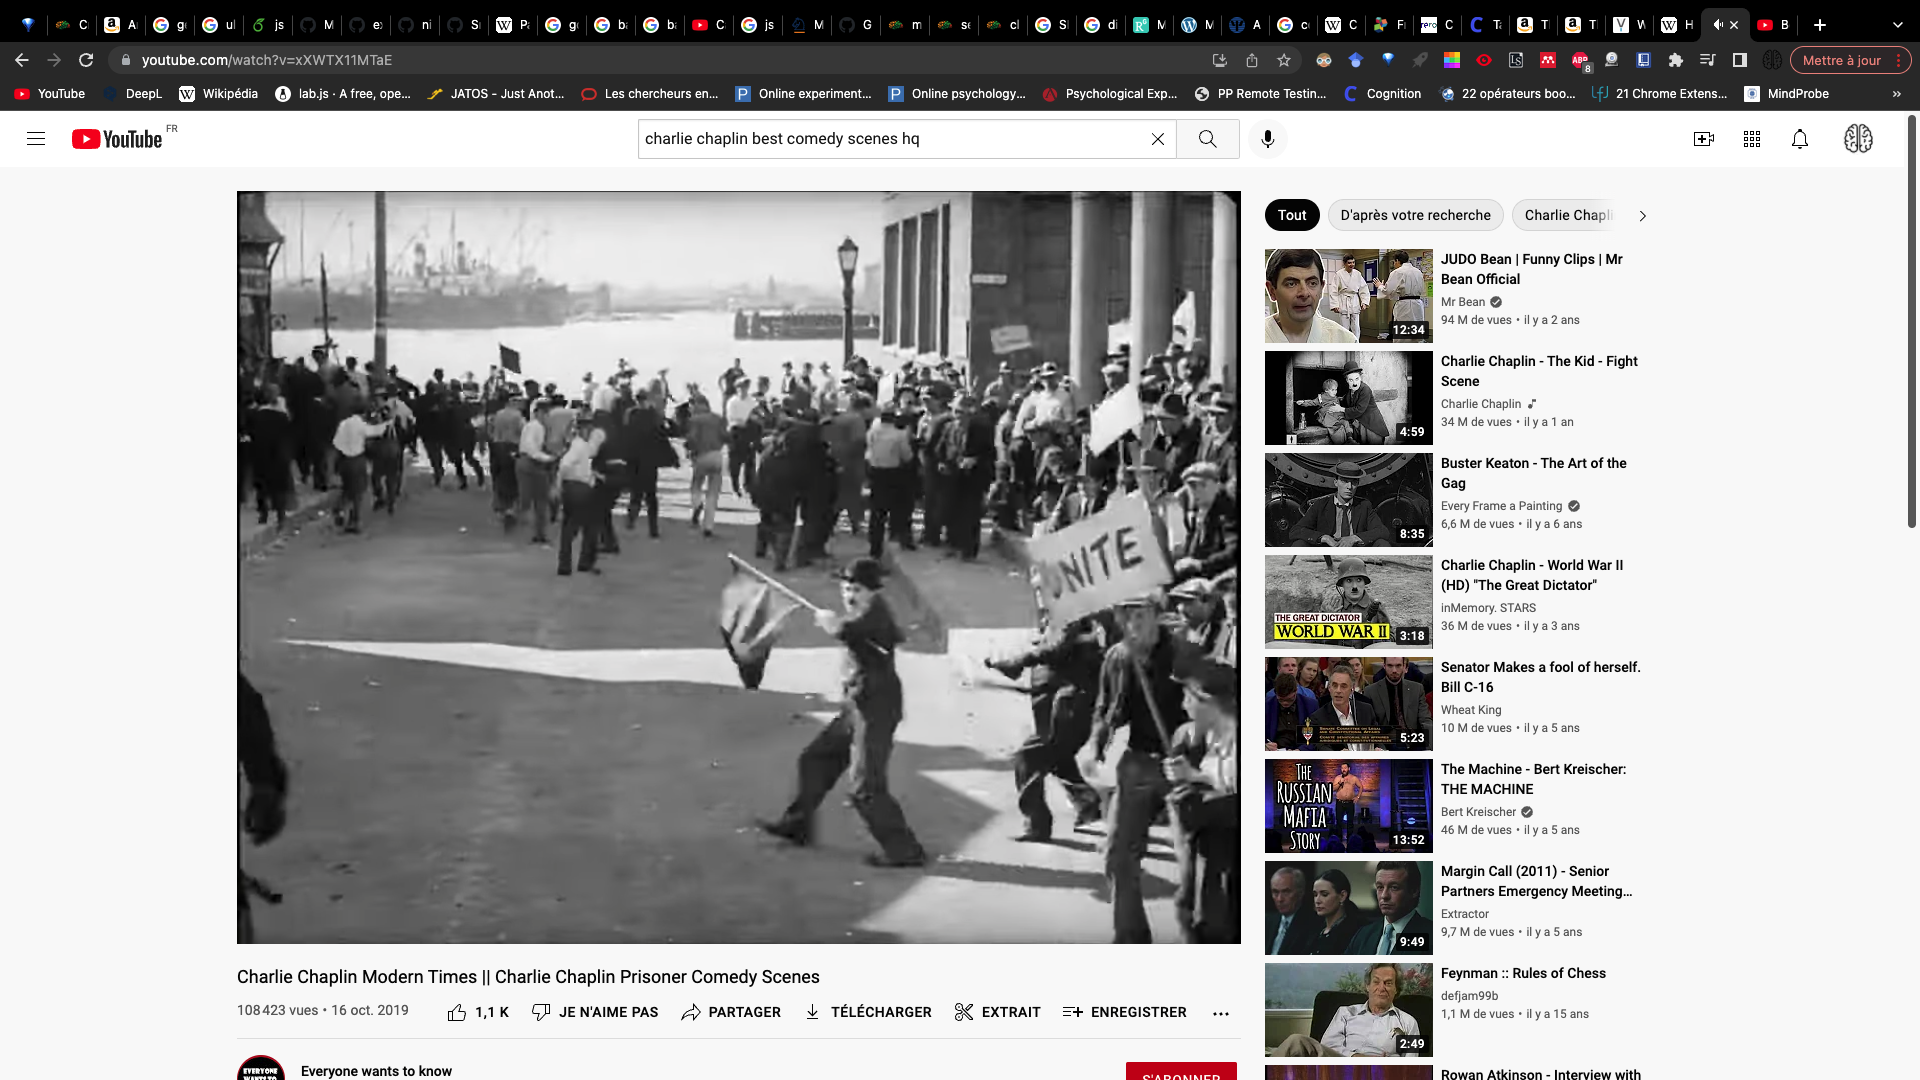 youtube.com/watch?v=xXWTX11MTaE
Mettre à jour
YouTube
DeepL
Wikipédia
lab.js · A free, ope...
JATOS - Just Anot...
Les chercheurs en...
Online experiment...
Online psychology...
Psychological Exp...
PP Remote Testin...
Cognition
22 opérateurs boo...
21 Chrome Extens...
MindProbe
»
YouTube FR
charlie chaplin best comedy scenes hq
UNITE
Tout
D'après votre recherche
Charlie Chapli
JUDO Bean | Funny Clips | Mr
Bean Official
Mr Bean
94 M de vues • il y a 2 ans
12:34
Charlie Chaplin - The Kid - Fight
Scene
Charlie Chaplin
34 M de vues • il y a 1 an
4:59
Buster Keaton - The Art of the
Gag
Every Frame a Painting
6,6 M de vues • il y a 6 ans
8:35
Charlie Chaplin - World War II
(HD) "The Great Dictator"
inMemory. STARS
36 M de vues • il y a 3 ans
THE GREAT DICTATOR
WORLD WAR II
3:18
Senator Makes a fool of herself.
Bill C-16
Wheat King
10 M de vues • il y a 5 ans
5:23
The Machine - Bert Kreischer:
THE MACHINE
Bert Kreischer
46 M de vues • il y a 5 ans
THE
RUSSIAN
MAFIA
STORY
13:52
Margin Call (2011) - Senior
Partners Emergency Meeting...
Extractor
9,7 M de vues • il y a 5 ans
9:49
Feynman :: Rules of Chess
defjam99b
1,1 M de vues • il y a 15 ans
2:49
Rowan Atkinson - Interview with
Charlie Chaplin Modern Times || Charlie Chaplin Prisoner Comedy Scenes
108 423 vues • 16 oct. 2019
1,1 K
JE N'AIME PAS
PARTAGER
TÉLÉCHARGER
EXTRAIT
ENREGISTRER
Everyone wants to know
S'ABONNER